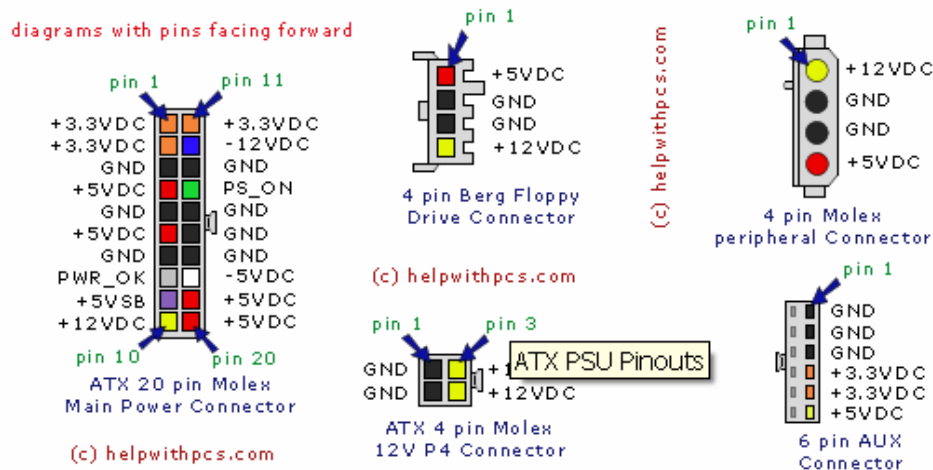 diagrams with pins facing forward
pin 1
pin 11
+3.3VDC
+3.3VDC
GND
+5VDC
GND
+5VDC
GND
PWR_OK
+5VSB
+12VDC
+3.3VDC
-12VDC
GND
PS_ON
GND
GND
GND
-5VDC
+5VDC
+5VDC
pin 10
pin 20
ATX 20 pin Molex
Main Power Connector
(c) helpwithpcs.com
pin 1
+5VDC
GND
GND
+12VDC
4 pin Berg Floppy
Drive Connector
(c) helpwithpcs.com
pin 1
pin 3
GND
GND
+1
+12VDC
ATX PSU Pinouts
ATX 4 pin Molex
12V P4 Connector
(c) helpwithpcs.com
pin 1
+12VDC
GND
GND
+5VDC
4 pin Molex
peripheral Connector
pin 1
GND
GND
GND
+3.3VDC
+3.3VDC
+5VDC
6 pin AUX
Connector